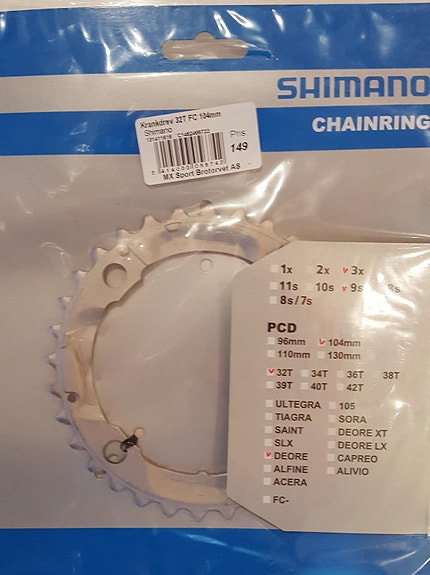 SHIMANO
CHAINRING
Krankdrev 32T FC 104mm
Shimano
Pris
149
MX Sport Brotorvet AS
1x 2x 3x
11s 10s 9s 8s
8s/7s
PCD
96mm 104mm
110mm 130mm
32T 34T 36T 38T
39T 40T 42T
ULTEGRA 105
TIAGRA SORA
SAINT DEORE XT
SLX DEORE LX
DEORE CAPREO
ALFINE ALIVIO
ACERA
FC-